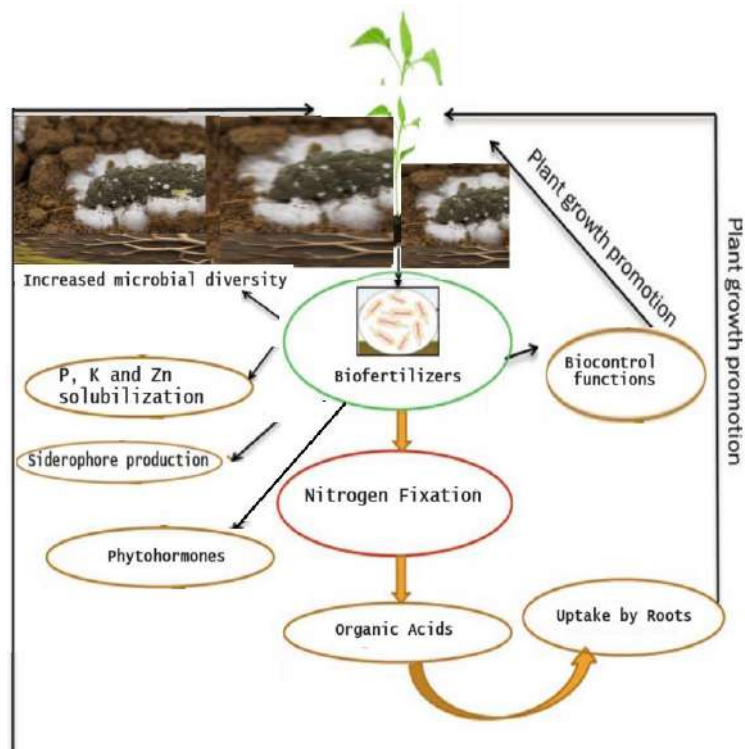 Plant growth promotion
Plant growth promotion
Increased microbial diversity
Biofertilizers
Biocontrol
functions
P, K and Zn
solubilization
Siderophore production
Nitrogen Fixation
Phytohormones
Organic Acids
Uptake by Roots